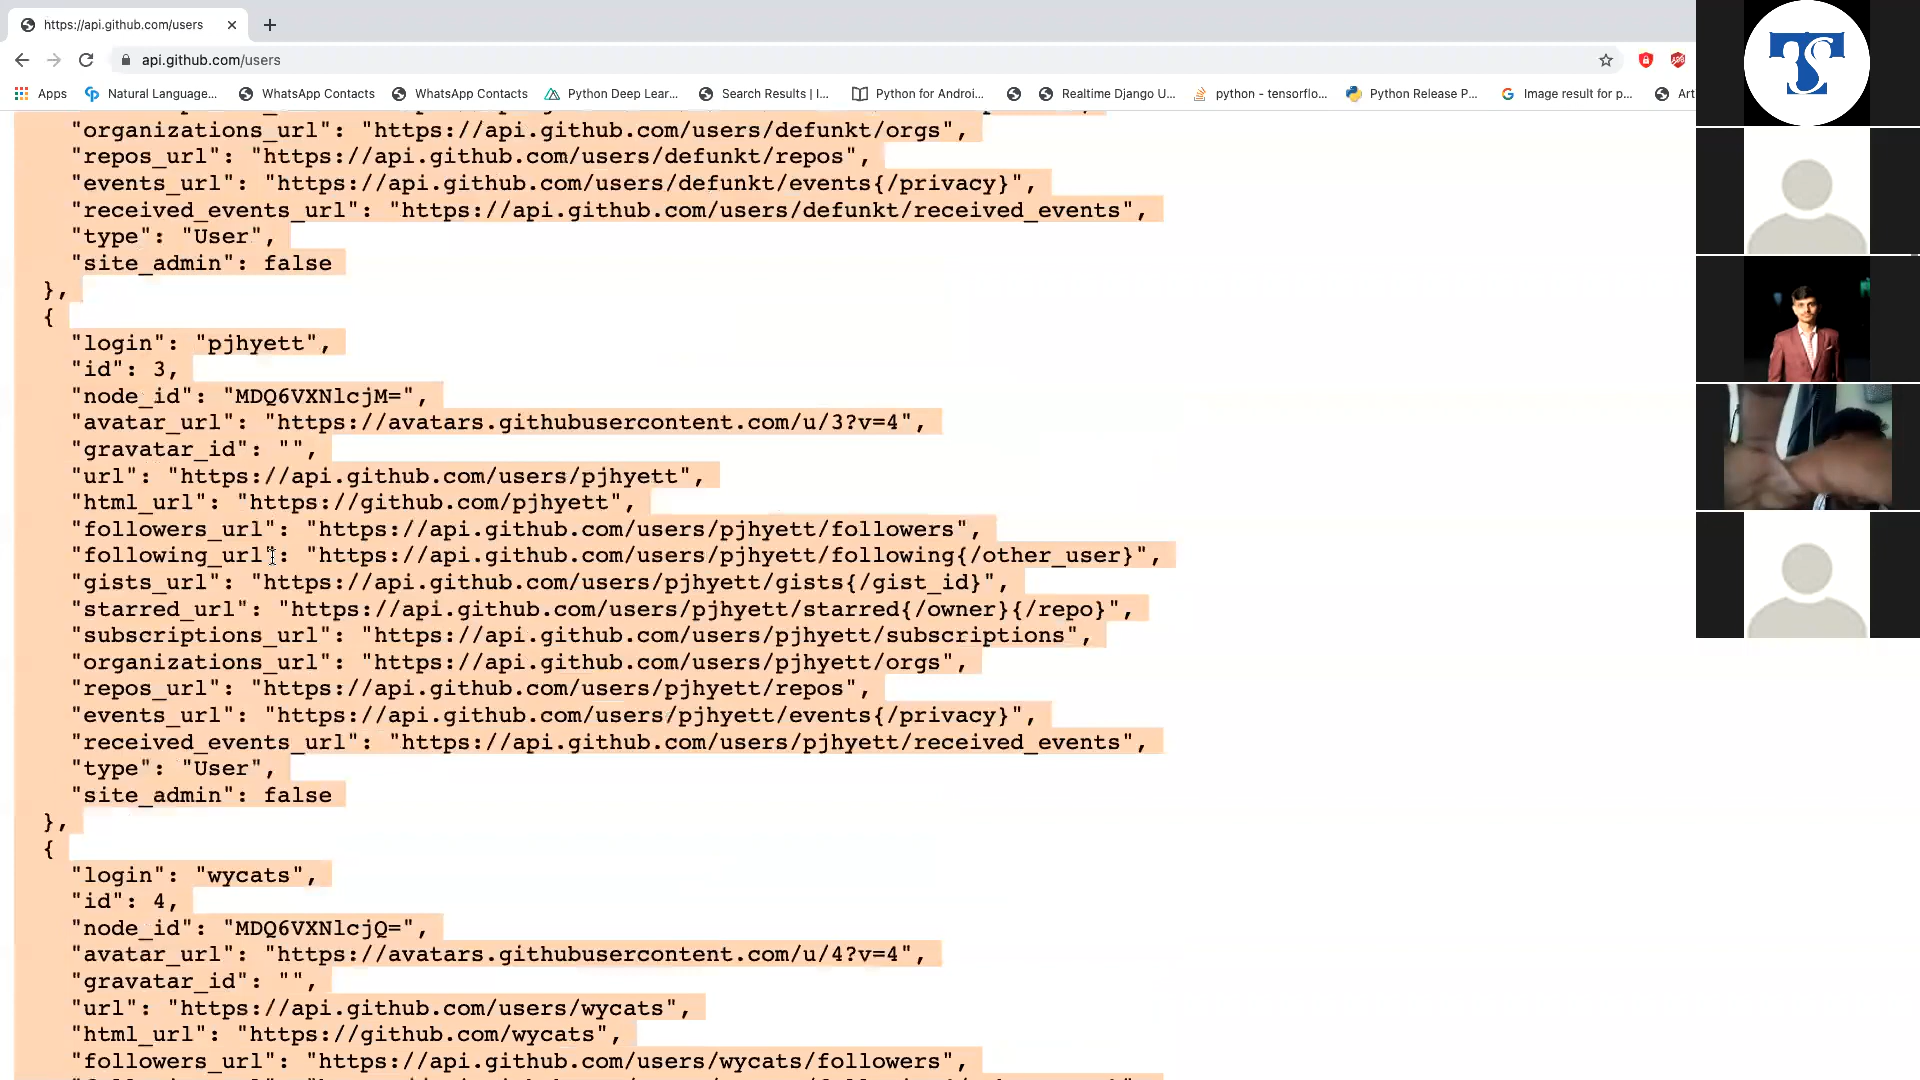 https://api.github.com/users
api.github.com/users
Apps
Natural Language...
WhatsApp Contacts
WhatsApp Contacts
Python Deep Lear...
Search Results | I...
Python for Androi...
Realtime Django U...
python - tensorflo...
Python Release P...
Image result for p...
Art
"organizations_url": "https://api.github.com/users/defunkt/orgs",
"repos_url": "https://api.github.com/users/defunkt/repos",
"events_url": "https://api.github.com/users/defunkt/events{/privacy}",
"received_events_url": "https://api.github.com/users/defunkt/received_events",
"type": "User",
"site_admin": false
},
{
"login": "pjhyett",
"id": 3,
"node_id": "MDQ6VXNlcjM=",
"avatar_url": "https://avatars.githubusercontent.com/u/3?v=4",
"gravatar_id": "",
"url": "https://api.github.com/users/pjhyett",
"html_url": "https://github.com/pjhyett",
"followers_url": "https://api.github.com/users/pjhyett/followers",
"following_url": "https://api.github.com/users/pjhyett/following{/other_user}",
"gists_url": "https://api.github.com/users/pjhyett/gists{/gist_id}",
"starred_url": "https://api.github.com/users/pjhyett/starred{/owner}{/repo}",
"subscriptions_url": "https://api.github.com/users/pjhyett/subscriptions",
"organizations_url": "https://api.github.com/users/pjhyett/orgs",
"repos_url": "https://api.github.com/users/pjhyett/repos",
"events_url": "https://api.github.com/users/pjhyett/events{/privacy}",
"received_events_url": "https://api.github.com/users/pjhyett/received_events",
"type": "User",
"site_admin": false
},
{
"login": "wycats",
"id": 4,
"node_id": "MDQ6VXNlcjQ=",
"avatar_url": "https://avatars.githubusercontent.com/u/4?v=4",
"gravatar_id": "",
"url": "https://api.github.com/users/wycats",
"html_url": "https://github.com/wycats",
"followers_url": "https://api.github.com/users/wycats/followers",